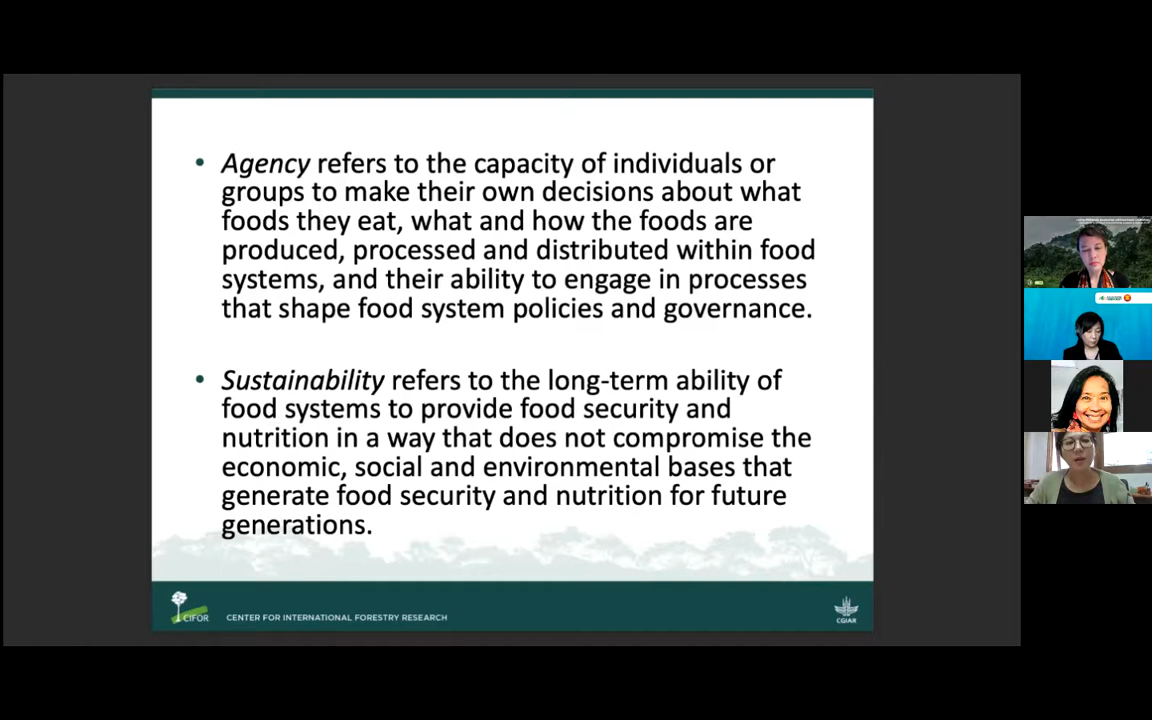 • Agency refers to the capacity of individuals or
groups to make their own decisions about what
foods they eat, what and how the foods are
produced, processed and distributed within food
systems, and their ability to engage in processes
that shape food system policies and governance.
• Sustainability refers to the long-term ability of
food systems to provide food security and
nutrition in a way that does not compromise the
economic, social and environmental bases that
generate food security and nutrition for future
generations.
CIFOR
CENTER FOR INTERNATIONAL FORESTRY RESEARCH
CGIAR